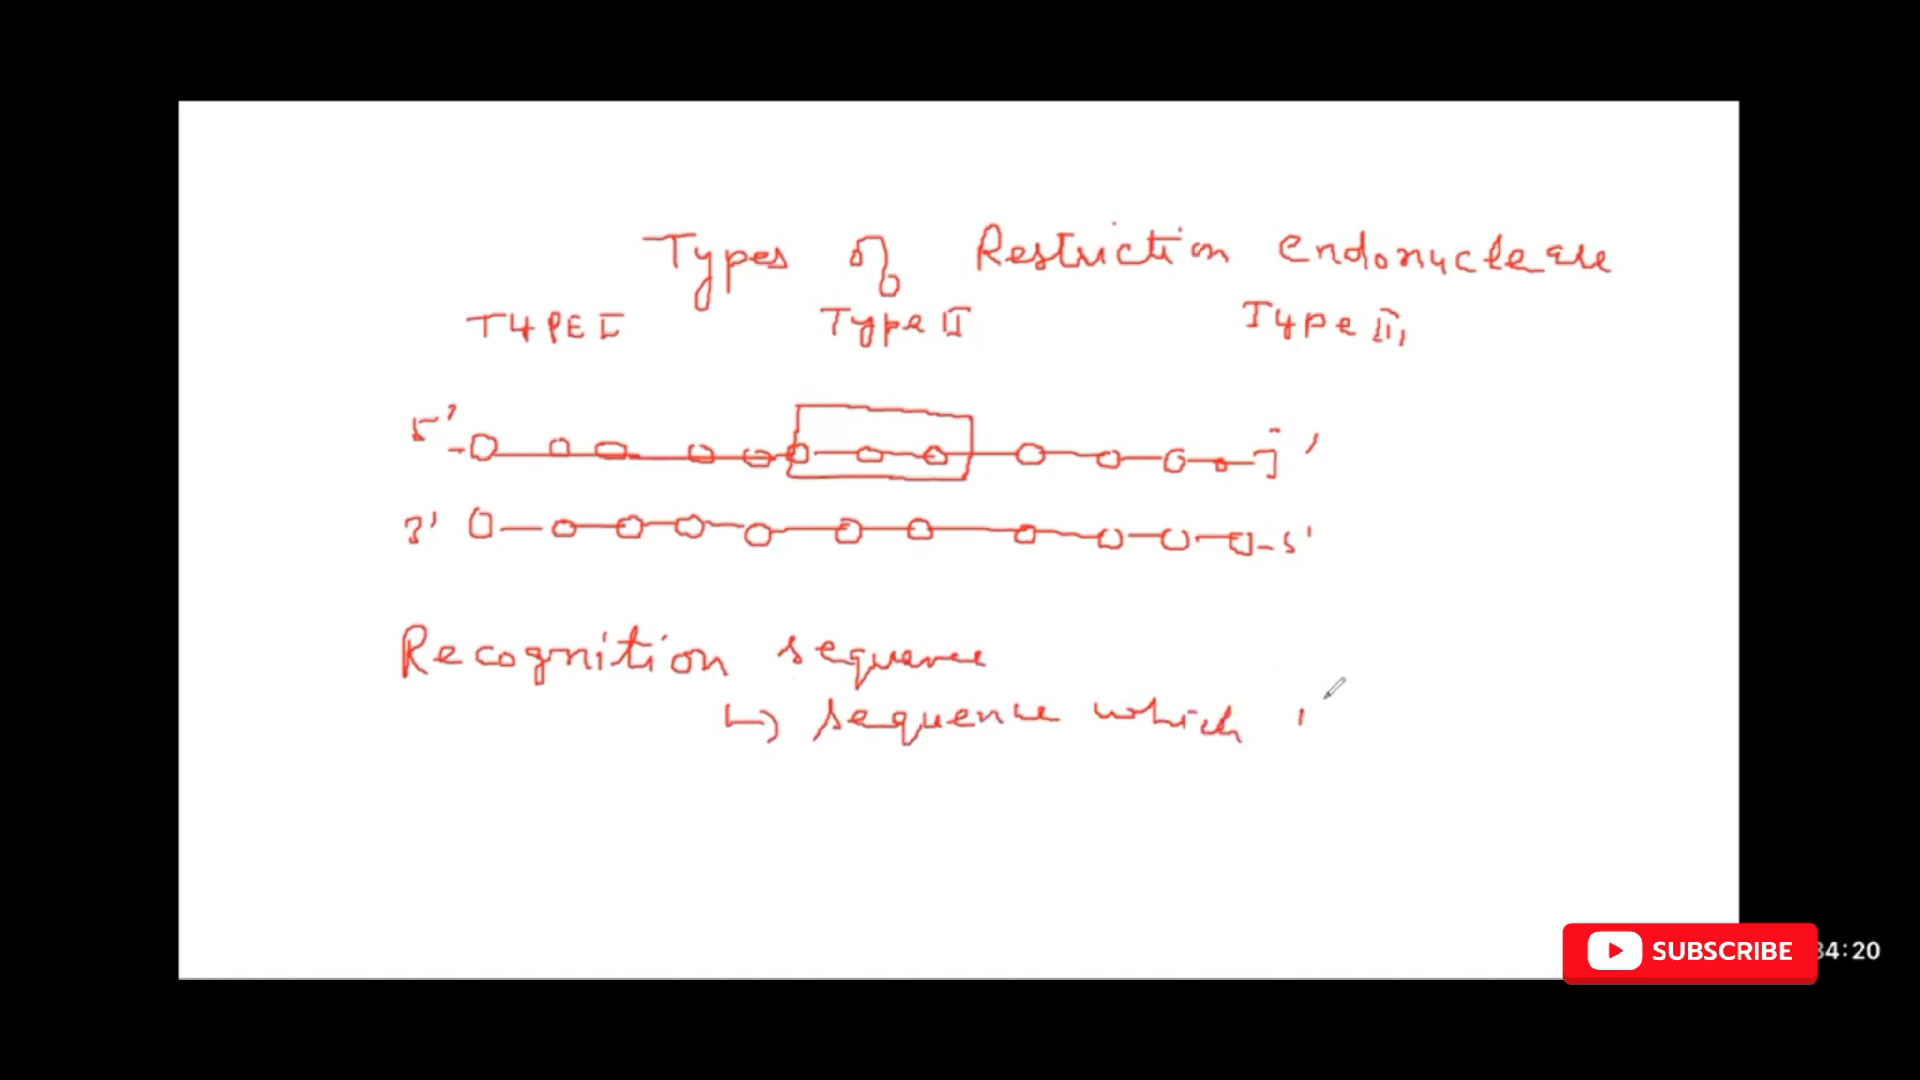 Types of Restriction endonuclease
TYPE I Type II Type III
5'
3'
3' 5'
Recognition sequence
↳ sequence which
SUBSCRIBE 34:20